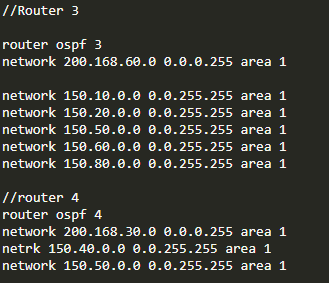 //Router 3
router ospf 3
network 200.168.60.0 0.0.0.255 area 1
network 150.10.0.0 0.0.255.255 area 1
network 150.20.0.0 0.0.255.255 area 1
network 150.50.0.0 0.0.255.255 area 1
network 150.60.0.0 0.0.255.255 area 1
network 150.80.0.0 0.0.255.255 area 1
//router 4
router ospf 4
network 200.168.30.0 0.0.0.255 area 1
netrk 150.40.0.0 0.0.255.255 area 1
network 150.50.0.0 0.0.255.255 area 1